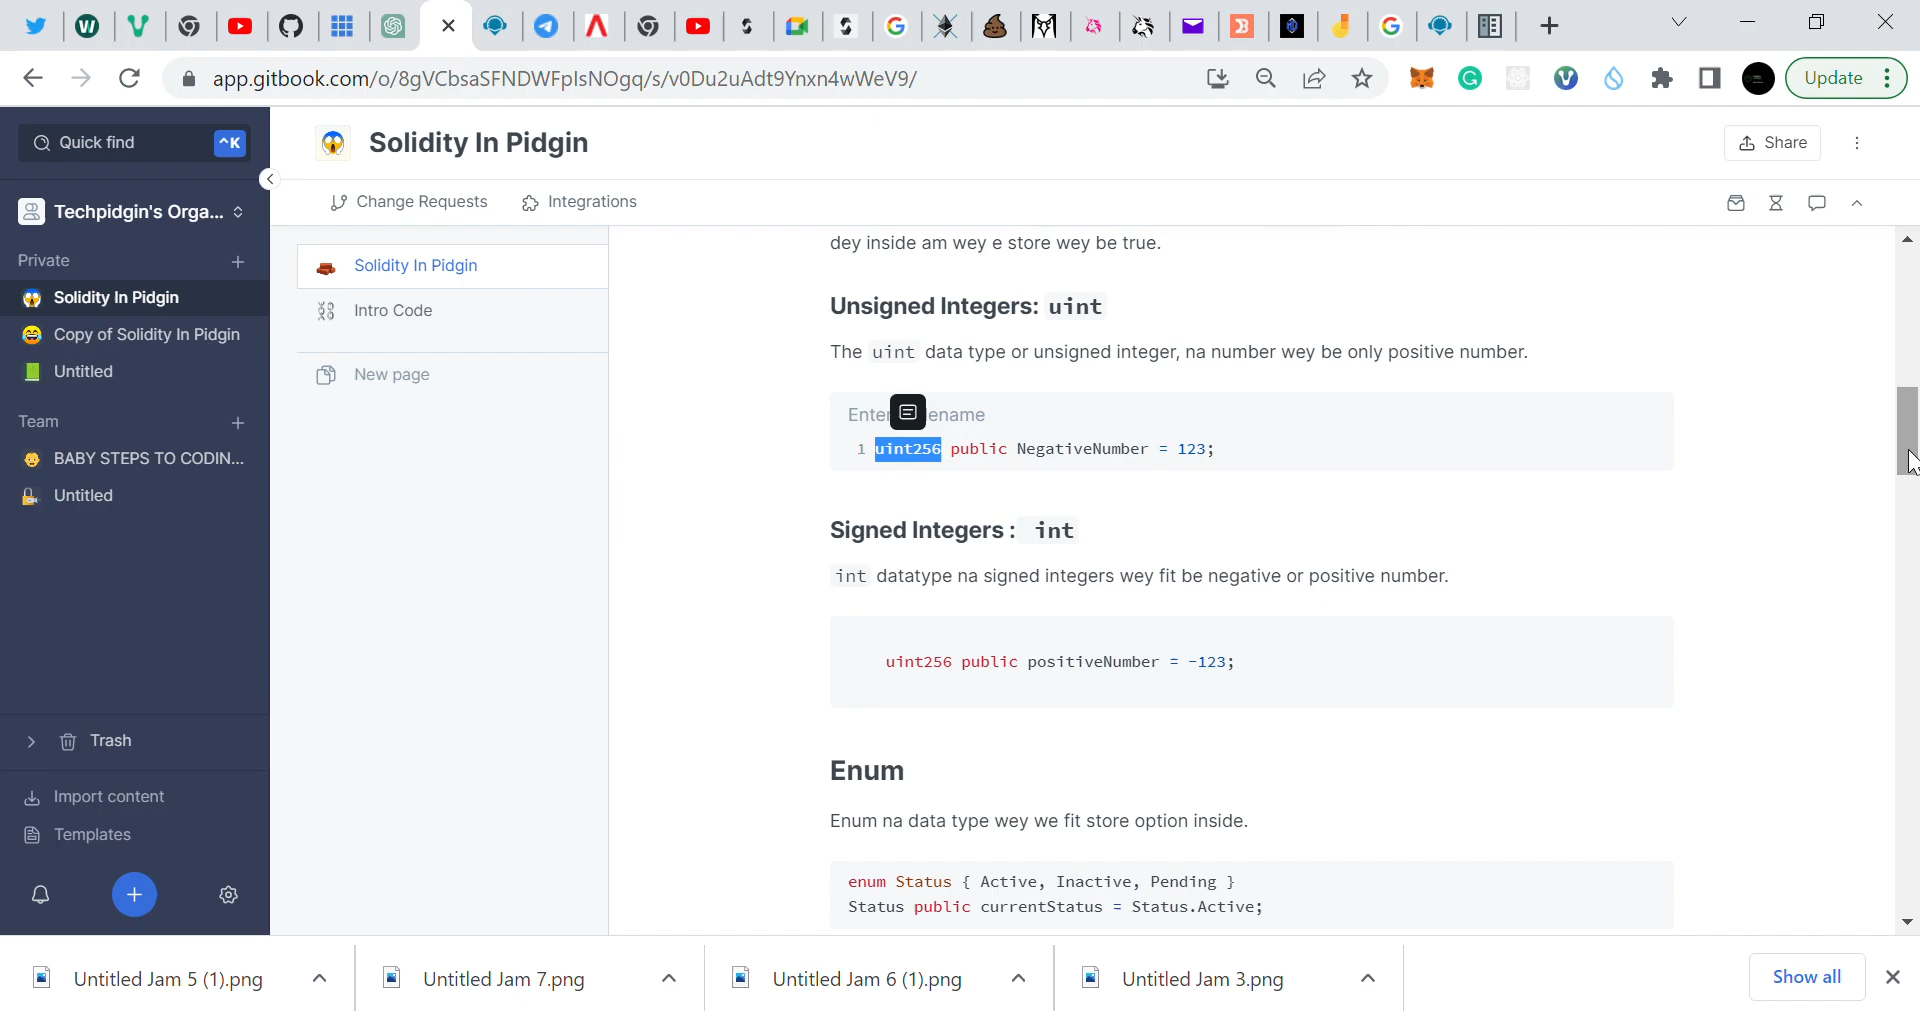 app.gitbook.com/o/8gVCbsaSFNDWFplsNOgq/s/v0Du2uAdt9Ynxn4wWeV9/
Update
Quick find
^K
Solidity In Pidgin
Share
Techpidgin's Orga...
Change Requests
Integrations
Private
Solidity In Pidgin
Copy of Solidity In Pidgin
Untitled
Team
BABY STEPS TO CODIN...
Untitled
Trash
Import content
Templates
Solidity In Pidgin
Intro Code
New page
dey inside am wey e store wey be true.
Unsigned Integers: uint
The uint data type or unsigned integer, na number wey be only positive number.
Enter ename
1 uint256 public NegativeNumber = 123;
Signed Integers : int
int datatype na signed integers wey fit be negative or positive number.
uint256 public positiveNumber = -123;
Enum
Enum na data type wey we fit store option inside.
enum Status { Active, Inactive, Pending }
Status public currentStatus = Status.Active;
Untitled Jam 5 (1).png
Untitled Jam 7.png
Untitled Jam 6 (1).png
Untitled Jam 3.png
Show all